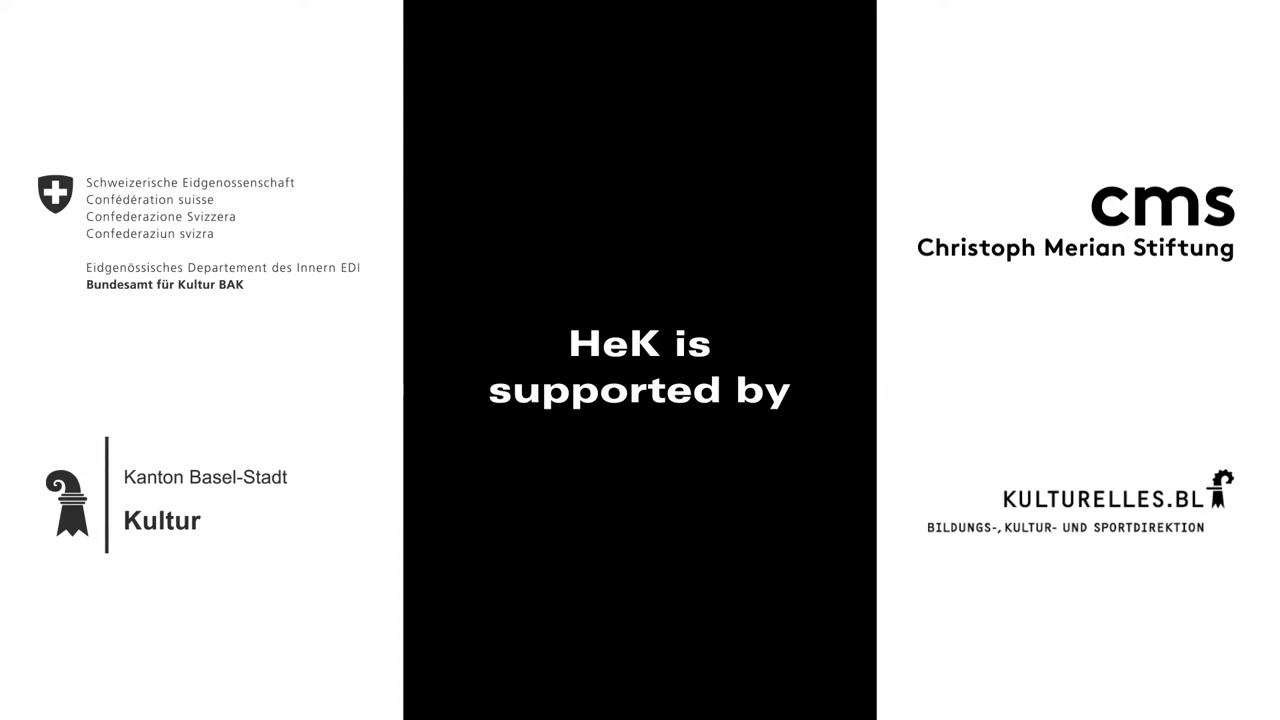 Schweizerische Eidgenossenschaft
Confédération suisse
Confederazione Svizzera
Confederaziun svizra
Eidgenössisches Departement des Innern EDI
Bundesamt für Kultur BAK
Kanton Basel-Stadt
Kultur
HeK is
supported by
cms
Christoph Merian Stiftung
KULTURELLES.BL
BILDUNGS-, KULTUR- UND SPORTDIREKTION